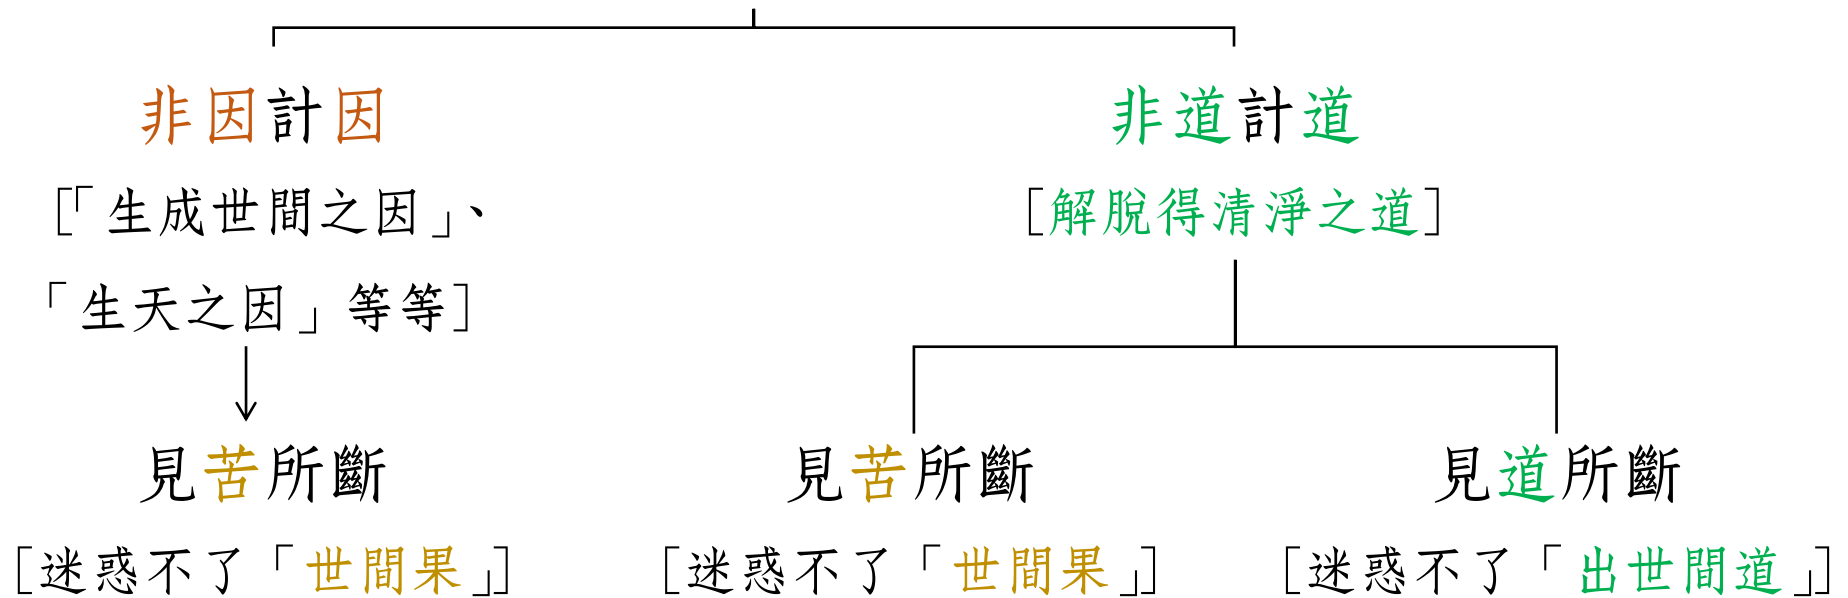 非因計因
非道計道
[「生成世間之因」、
[解脫得清淨之道]
「生天之因」等等]
見苦所斷
見苦所斷
見道所斷
[迷惑不了「世間果」]
[迷惑不了「世間果」]
[迷惑不了「出世間道」]